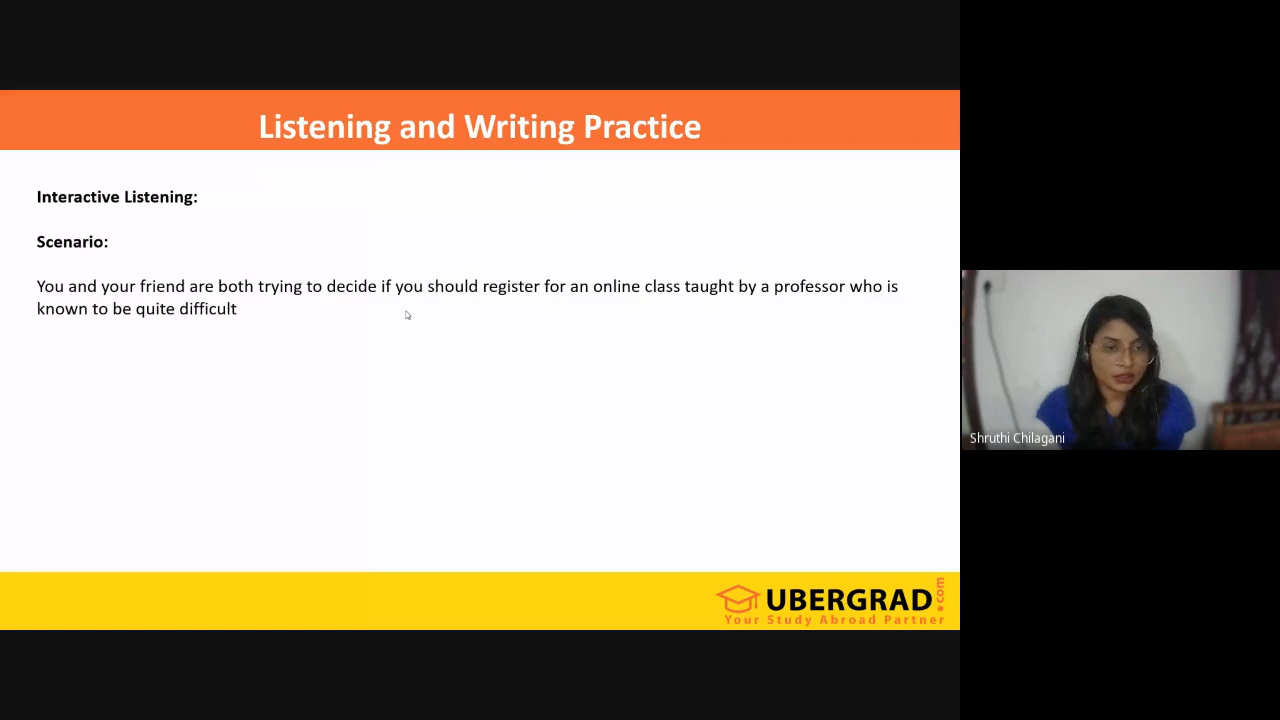 Listening and Writing Practice
Interactive Listening:
Scenario:
You and your friend are both trying to decide if you should register for an online class taught by a professor who is
known to be quite difficult
Shruthi Chilagani
UBERGRAD.com
Your Study Abroad Partner